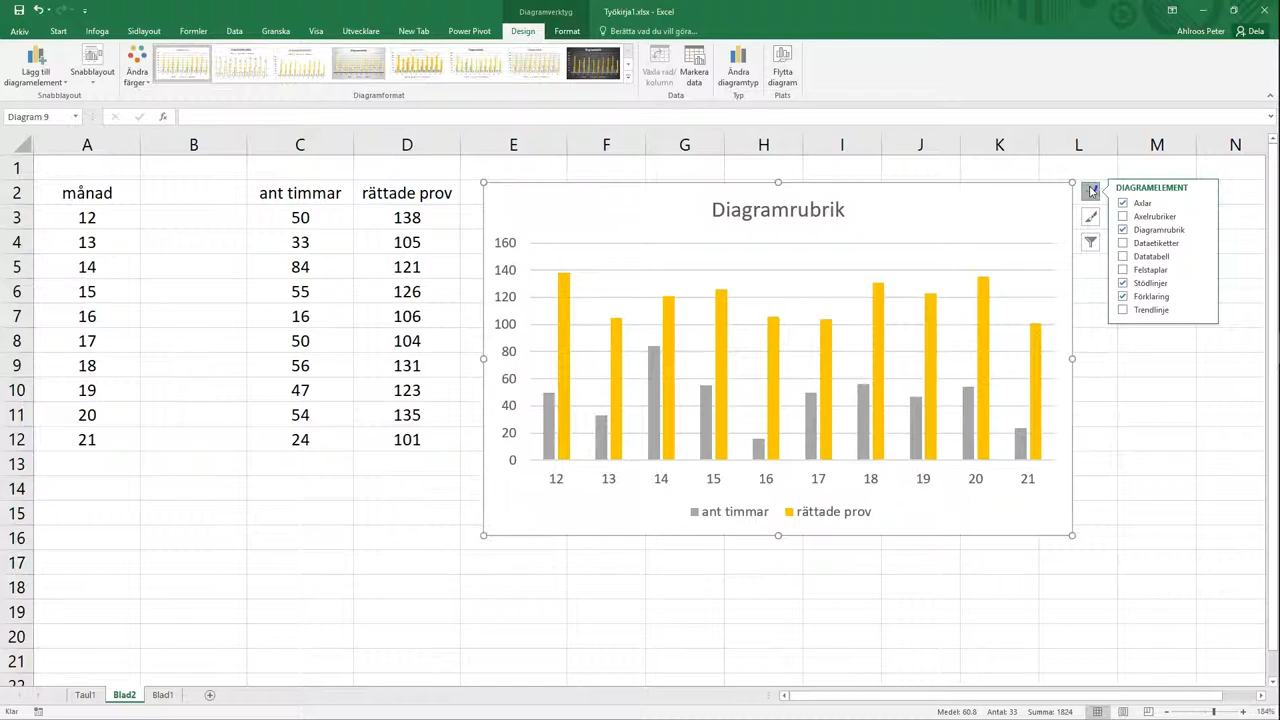 Diagramverktyg
Työkirja1.xlsx - Excel
Arkiv Start Infoga Sidlayout Formler Data Granska Visa Utvecklare New Tab Power Pivot Design Format Berätta vad du vill göra... Ahlroos Peter Dela
Lägg till diagramelement
Snabblayout
Ändra färger
Växla rad/kolumn
Markera data
Ändra diagramtyp
Flytta diagram
Snabblayout Diagramformat Data Typ Plats
Diagram 9 fx
A B C D E F G H I J K L M N
1
2 månad ant timmar rättade prov
3 12 50 138
4 13 33 105
5 14 84 121
6 15 55 126
7 16 16 106
8 17 50 104
9 18 56 131
10 19 47 123
11 20 54 135
12 21 24 101
13
14
15
16
17
18
19
20
21
22
Diagramrubrik
160
140
120
100
80
60
40
20
0
12 13 14 15 16 17 18 19 20 21
ant timmar rättade prov
DIAGRAMELEMENT
Axlar
Axelrubriker
Diagramrubrik
Dataetiketter
Datatabell
Felstaplar
Stödlinjer
Förklaring
Trendlinje
Taul1 Blad2 Blad1
Klar Medel: 60.8 Antal: 33 Summa: 1824 184%